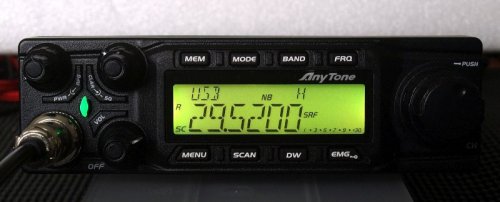 MEM MODE BAND FRQ
AnyTone
PUSH
USB NB H
R 29.5200 SRF
SC 1 + 3 + 5 + 7 + 9 + +30
PWR SQ
VOL
OFF
CH
MENU SCAN DW EMG